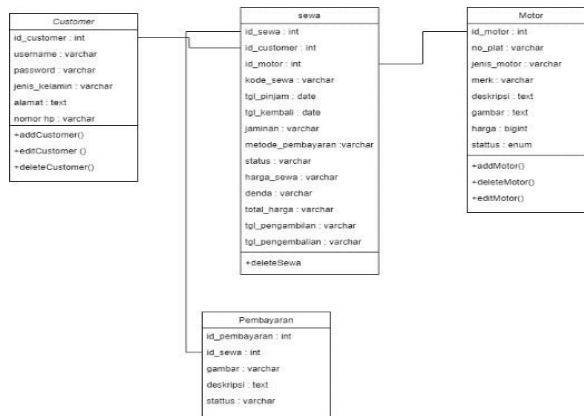 Customer
id_customer : int
username : varchar
password : varchar
jenis_kelamin : varchar
alamat : text
nomor hp : varchar
+addCustomer()
+editCustomer ()
+deleteCustomer()
sewa
id_sewa : int
id_customer : int
id_motor : int
kode_sewa : varchar
tgl_pinjam : date
tgl_kembali : date
jaminan : varchar
metode_pembayaran :varchar
status : varchar
harga_sewa : varchar
denda : varchar
total_harga : varchar
tgl_pengambilan : varchar
tgl_pengembalian : varchar
+deleteSewa
Motor
id_motor : int
no_plat : varchar
jenis_motor : varchar
merk : varchar
deskripsi : text
gambar : text
harga : bigint
stattus : enum
+addMotor()
+deleteMotor()
+editMotor()
Pembayaran
id_pembayaran : int
id_sewa : int
gambar : varchar
deskripsi : text
stattus : varchar